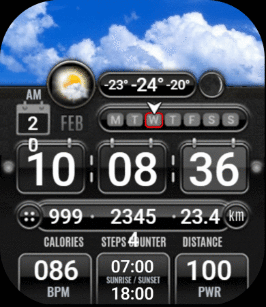 AM
-23° -24° -20°
2
0
FEB
M T W T F S S
10 08 36
999 · 2345 · 23.4 km
4
CALORIES STEPS COUNTER DISTANCE
086
BPM
07:00
SUNRISE / SUNSET
18:00
100
PWR